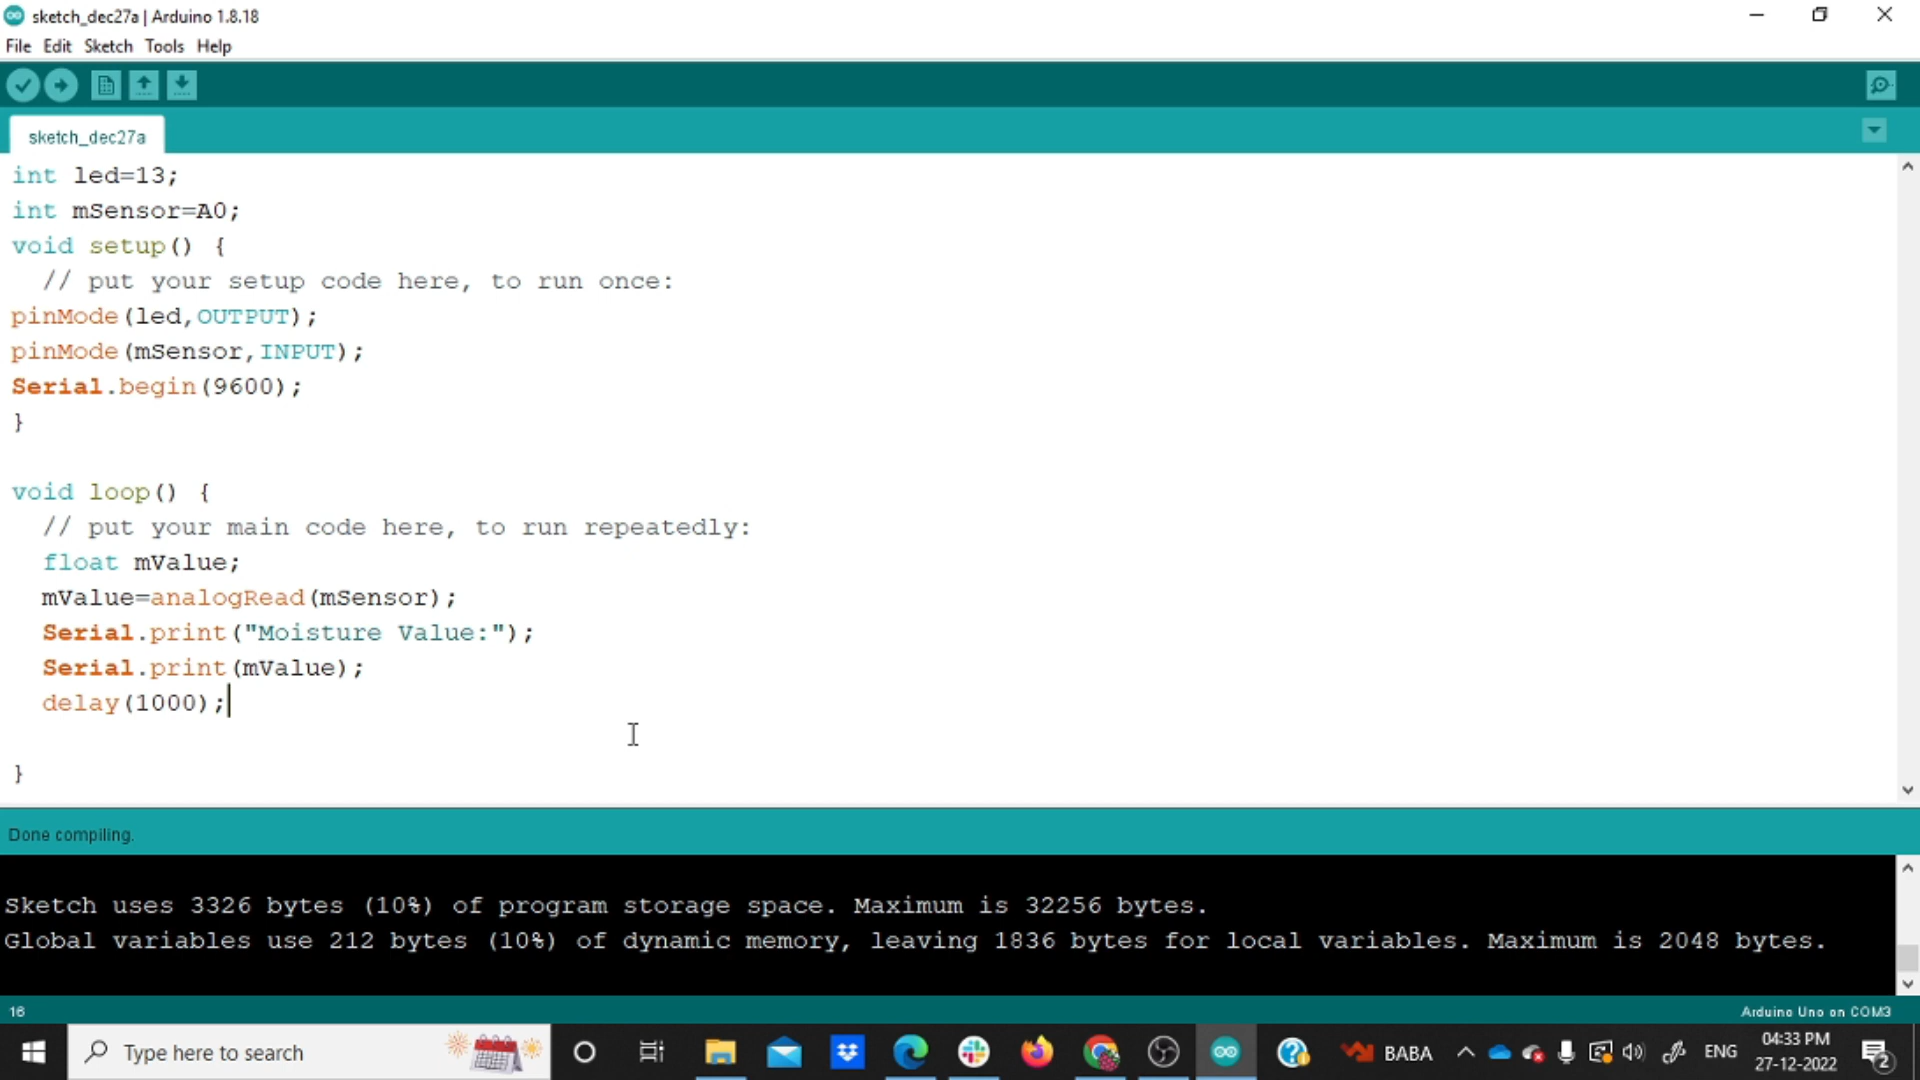 sketch_dec27a | Arduino 1.8.18
File Edit Sketch Tools Help
sketch_dec27a
int led=13;
int mSensor=A0;
void setup() {
// put your setup code here, to run once:
pinMode(led,OUTPUT);
pinMode(mSensor,INPUT);
Serial.begin(9600);
}
void loop() {
// put your main code here, to run repeatedly:
float mValue;
mValue=analogRead(mSensor);
Serial.print("Moisture Value:");
Serial.print(mValue);
delay(1000);
}
Done compiling.
Sketch uses 3326 bytes (10%) of program storage space. Maximum is 32256 bytes.
Global variables use 212 bytes (10%) of dynamic memory, leaving 1836 bytes for local variables. Maximum is 2048 bytes.
16
Arduino Uno on COM3
Type here to search
BABA
ENG
04:33 PM
27-12-2022
2